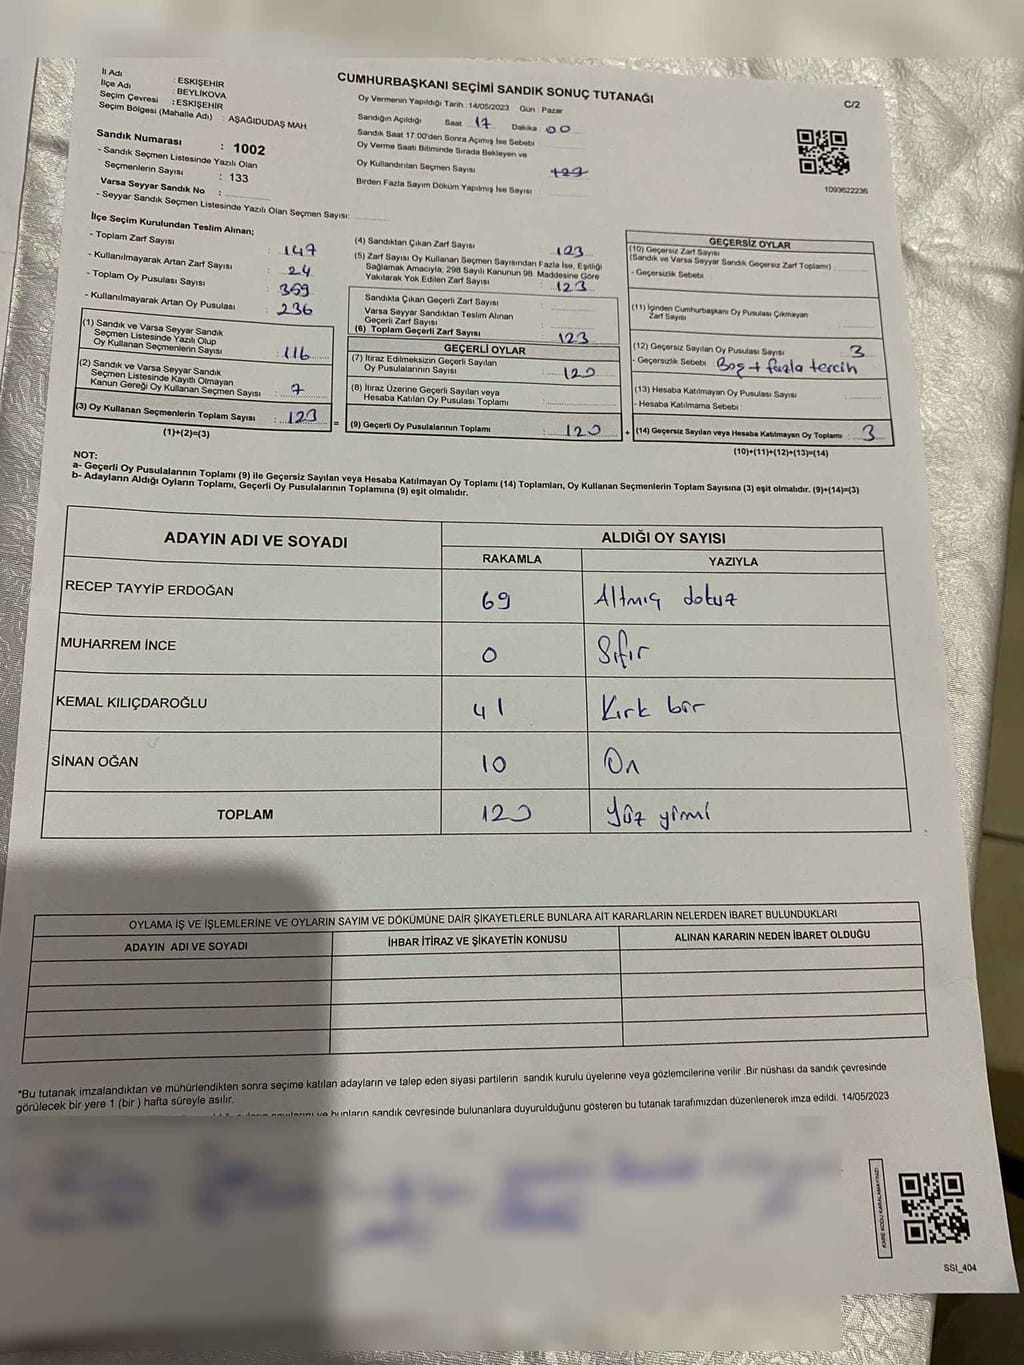 CUMHURBAŞKANI SEÇİMİ SANDIK SONUÇ TUTANAĞI
C/2
İl Adı : ESKİŞEHİR
İlçe Adı : BEYLİKOVA
Seçim Çevresi : ESKİŞEHİR
Seçim Bölgesi (Mahalle Adı) : AŞAĞIDUDAŞ MAH.
Sandık Numarası : 1002
- Sandık Seçmen Listesinde Yazılı Olan
Seçmenlerin Sayısı : 133
Varsa Seyyar Sandık No :
- Seyyar Sandık Seçmen Listesinde Yazılı Olan Seçmen Sayısı:
Oy Vermenin Yapıldığı Tarih : 14/05/2023 Gün : Pazar
Sandığın Açıldığı Saat 17 Dakika : 00
Sandık Saat 17:00'den Sonra Açımış İse Sebebi
Oy Verme Saati Bitiminde Sırada Bekleyen ve
Oy Kullandırılan Seçmen Sayısı
Birden Fazla Sayım Döküm Yapılmış İse Sayısı
1093622236
İlçe Seçim Kurulundan Teslim Alınan;
- Toplam Zarf Sayısı : 147
- Kullanılmayarak Artan Zarf Sayısı : 24
- Toplam Oy Pusulası Sayısı : 359
- Kullanılmayarak Artan Oy Pusulası : 236
(1) Sandık ve Varsa Seyyar Sandık
Seçmen Listesinde Yazılı Olup
Oy Kullanan Seçmenlerin Sayısı : 116
(2) Sandık ve Varsa Seyyar Sandık
Seçmen Listesinde Kayıtlı Olmayan
Kanun Gereği Oy Kullanan Seçmen Sayısı : 7
(3) Oy Kullanan Seçmenlerin Toplam Sayısı : 123
(1)+(2)=(3)
(4) Sandıktan Çıkan Zarf Sayısı 123
(5) Zarf Sayısı Oy Kullanan Seçmen Sayısından Fazla İse, Eşitliği
Sağlamak Amacıyla, 298 Sayılı Kanunun 98. Maddesine Göre
Yakılarak Yok Edilen Zarf Sayısı : 123
Sandıkta Çıkan Geçerli Zarf Sayısı :
Varsa Seyyar Sandıktan Teslim Alınan
Geçerli Zarf Sayısı
(6) Toplam Geçerli Zarf Sayısı 123
GEÇERLİ OYLAR
(7) İtiraz Edilmeksizin Geçerli Sayılan
Oy Pusulalarının Sayısı : 120
(8) İtiraz Üzerine Geçerli Sayılan veya
Hesaba Katılan Oy Pusulası Toplamı
= (9) Geçerli Oy Pusulalarının Toplamı : 120
GEÇERSİZ OYLAR
(10) Geçersiz Zarf Sayısı
(Sandık ve Varsa Seyyar Sandık Geçersiz Zarf Toplamı)
- Geçersizlik Sebebi
(11) İçinden Cumhurbaşkanı Oy Pusulası Çıkmayan
Zarf Sayısı
(12) Geçersiz Sayılan Oy Pusulası Sayısı : 3
- Geçersizlik Sebebi : Boş + fazla tercih
(13) Hesaba Katılmayan Oy Pusulası Sayısı
- Hesaba Katılmama Sebebi :
+ (14) Geçersiz Sayılan veya Hesaba Katılmayan Oy Toplamı : 3
(10)+(11)+(12)+(13)=(14)
NOT:
a- Geçerli Oy Pusulalarının Toplamı (9) ile Geçersiz Sayılan veya Hesaba Katılmayan Oy Toplamı (14) Toplamları, Oy Kullanan Seçmenlerin Toplam Sayısına (3) eşit olmalıdır. (9)+(14)=(3)
b- Adayların Aldığı Oyların Toplamı, Geçerli Oy Pusulalarının Toplamına (9) eşit olmalıdır.
ADAYIN ADI VE SOYADI
ALDIĞI OY SAYISI
RAKAMLA YAZIYLA
RECEP TAYYİP ERDOĞAN 69 Altmış dokuz
MUHARREM İNCE 0 Sıfır
KEMAL KILIÇDAROĞLU 41 Kırk bir
SİNAN OĞAN 10 On
TOPLAM 120 Yüz yirmi
OYLAMA İŞ VE İŞLEMLERİNE VE OYLARIN SAYIM VE DÖKÜMÜNE DAİR ŞİKAYETLERLE BUNLARA AİT KARARLARIN NELERDEN İBARET BULUNDUKLARI
ADAYIN ADI VE SOYADI İHBAR İTİRAZ VE ŞİKAYETİN KONUSU ALINAN KARARIN NEDEN İBARET OLDUĞU
*Bu tutanak imzalandıktan ve mühürlendikten sonra seçime katılan adayların ve talep eden siyasi partilerin sandık kurulu üyelerine veya gözlemcilerine verilir .Bir nüshası da sandık çevresinde
görülecek bir yere 1 (bir ) hafta süreyle asılır.
ve bunların sandık çevresinde bulunanlara duyurulduğunu gösteren bu tutanak tarafımızdan düzenlenerek imza edildi. 14/05/2023
KARE KODU KARALAMAYINIZ!
SSI_404